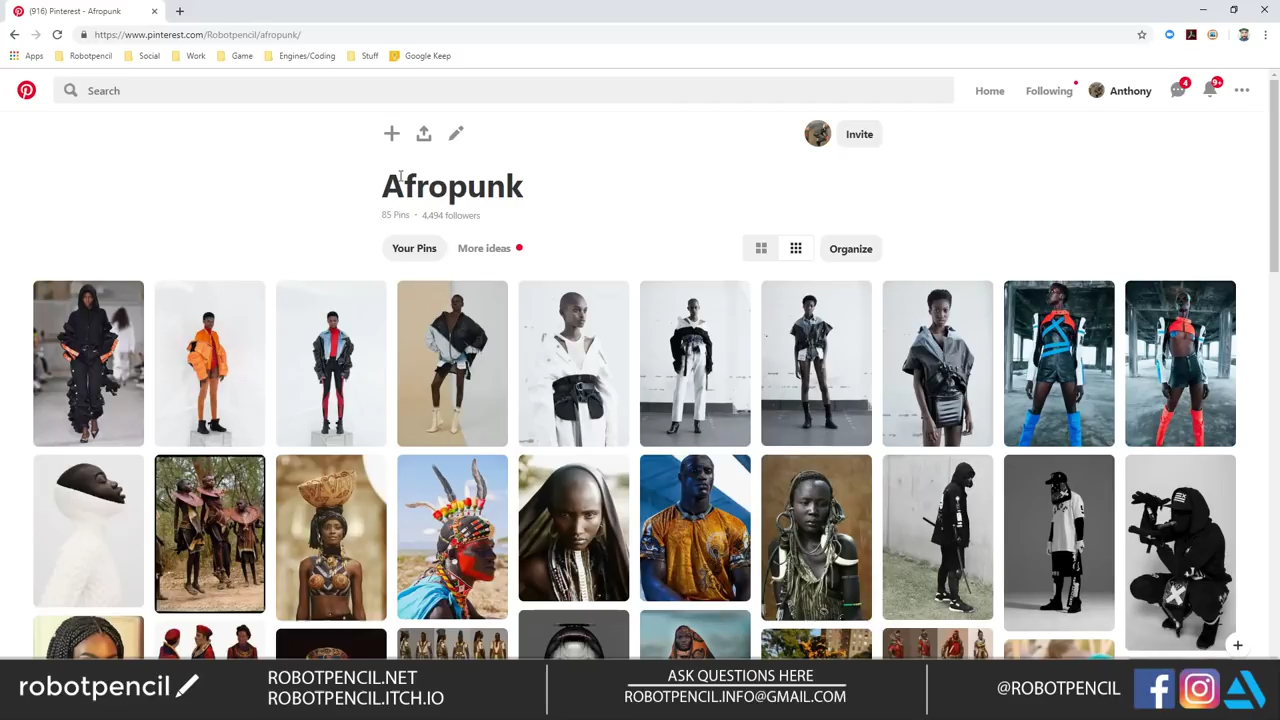 (916) Pinterest - Afropunk
https://www.pinterest.com/Robotpencil/afropunk/
Apps Robotpencil Social Work Game Engines/Coding Stuff Google Keep
Search Home Following Anthony 4 9+
Invite
Afropunk
85 Pins · 4,494 followers
Your Pins More ideas Organize
robotpencil
ROBOTPENCIL.NET
ROBOTPENCIL.ITCH.IO
ASK QUESTIONS HERE
ROBOTPENCIL.INFO@GMAIL.COM
@ROBOTPENCIL